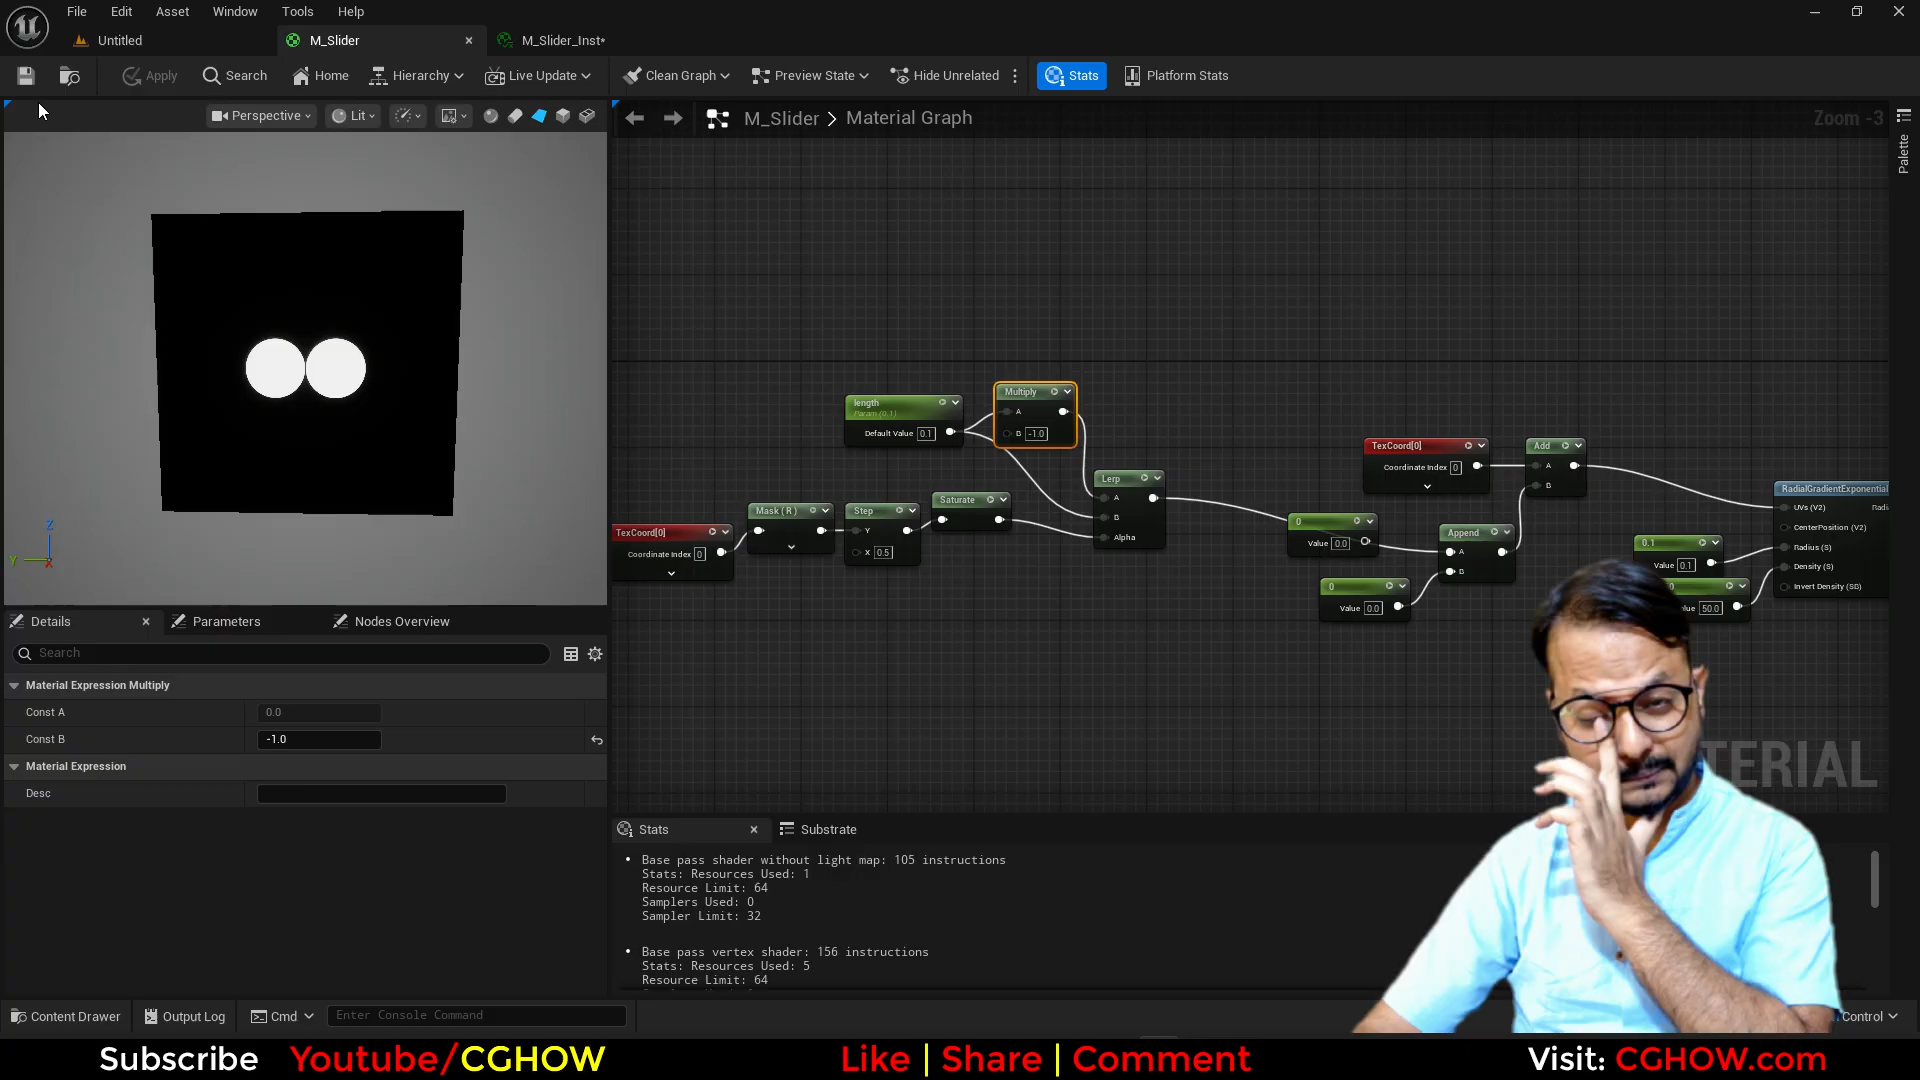 File Edit Asset Window Tools Help
Untitled M_Slider M_Slider_Inst*
Apply Search Home Hierarchy Live Update Clean Graph Preview State Hide Unrelated Stats Platform Stats
Perspective Lit
M_Slider > Material Graph
Zoom -3
Palette
length
Param (0.1)
Default Value 0.1
Multiply
A
B -1.0
TexCoord[0]
Coordinate Index 0
Mask ( R )
Step
Y
X 0.5
Saturate
Lerp
A
B
Alpha
0
Value 0.0
0
Value 0.0
Append
A
B
TexCoord[0]
Coordinate Index 0
Add
A
B
0.1
Value 0.1
50.0
RadialGradientExponential
UVs (V2)
CenterPosition (V2)
Radius (S)
Density (S)
Invert Density (SD)
Z
Y
X
Details Parameters Nodes Overview
Search
Material Expression Multiply
Const A 0.0
Const B -1.0
Material Expression
Desc
TERIAL
Stats Substrate
Base pass shader without light map: 105 instructions
Stats: Resources Used: 1
Resource Limit: 64
Samplers Used: 0
Sampler Limit: 32
Base pass vertex shader: 156 instructions
Stats: Resources Used: 5
Resource Limit: 64
Content Drawer Output Log Cmd Enter Console Command
Control
Subscribe Youtube/CGHOW Like | Share | Comment Visit: CGHOW.com